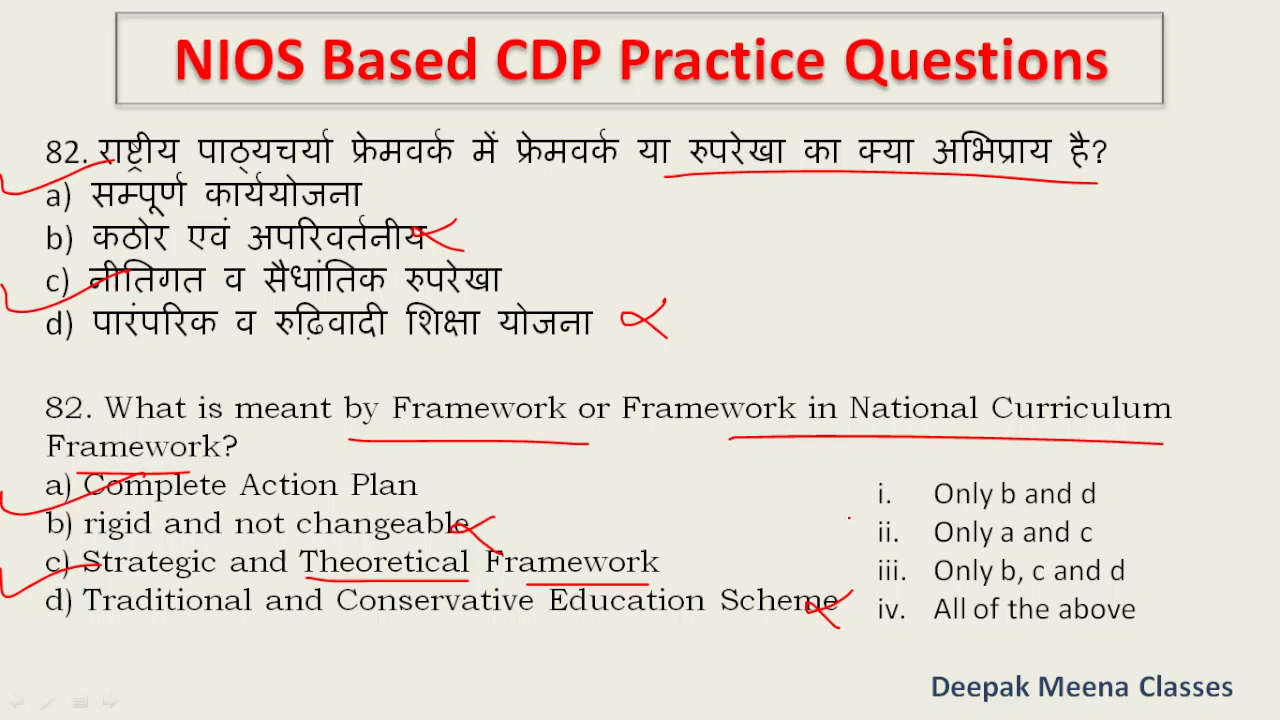 NIOS Based CDP Practice Questions
82. राष्ट्रीय पाठ्यचर्या फ्रेमवर्क में फ्रेमवर्क या रुपरेखा का क्या अभिप्राय है?
a) सम्पूर्ण कार्ययोजना
b) कठोर एवं अपरिवर्तनीय
c) नीतिगत व सैधांतिक रुपरेखा
d) पारंपरिक व रुढ़िवादी शिक्षा योजना
82. What is meant by Framework or Framework in National Curriculum
Framework?
a) Complete Action Plan
b) rigid and not changeable
c) Strategic and Theoretical Framework
d) Traditional and Conservative Education Scheme
i. Only b and d
ii. Only a and c
iii. Only b, c and d
iv. All of the above
Deepak Meena Classes